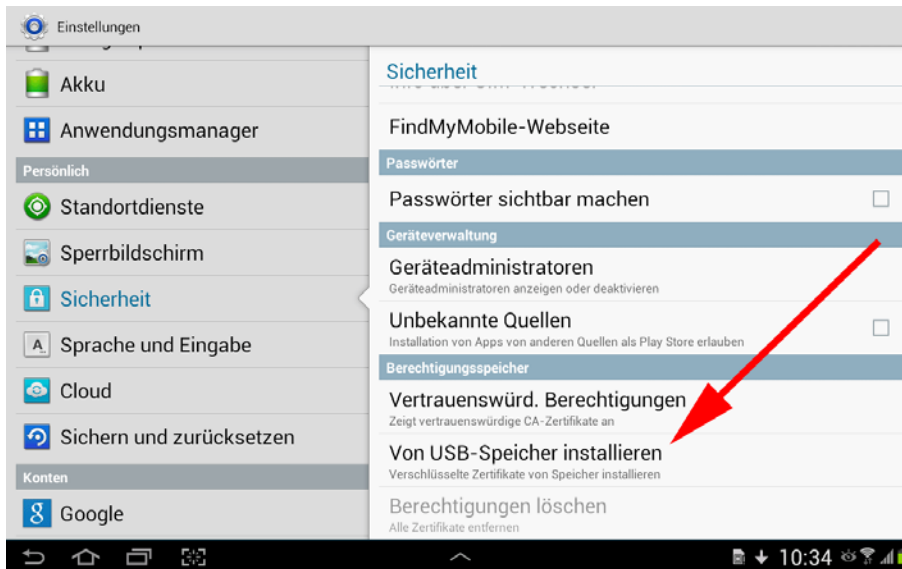 Einstellungen
Akku
Anwendungsmanager
Persönlich
Standortdienste
Sperrbildschirm
Sicherheit
Sprache und Eingabe
Cloud
Sichern und zurücksetzen
Konten
Google
Sicherheit
FindMyMobile-Webseite
Passwörter
Passwörter sichtbar machen
Geräteverwaltung
Geräteadministratoren
Geräteadministratoren anzeigen oder deaktivieren
Unbekannte Quellen
Installation von Apps von anderen Quellen als Play Store erlauben
Berechtigungsspeicher
Vertrauenswürd. Berechtigungen
Zeigt vertrauenswürdige CA-Zertifikate an
Von USB-Speicher installieren
Verschlüsselte Zertifikate von Speicher installieren
Berechtigungen löschen
Alle Zertifikate entfernen
10:34